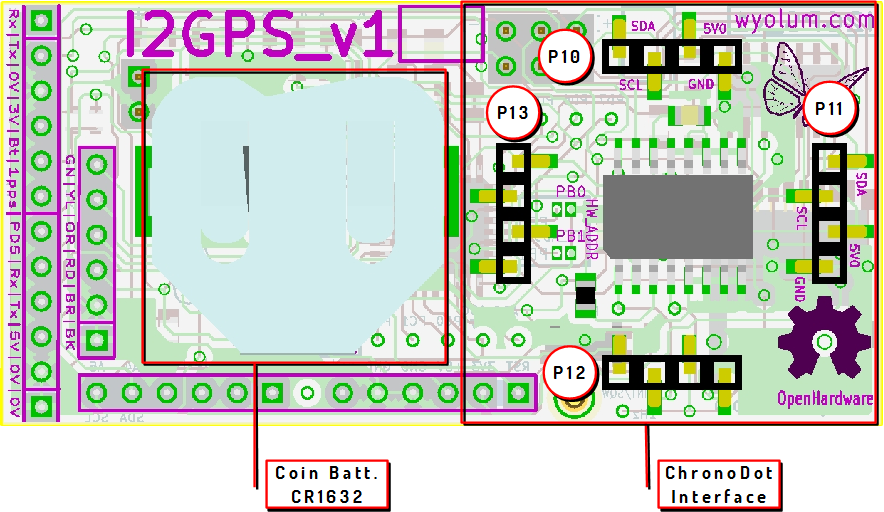 I2GPS_v1
wyolum.com
Rx|Tx|0V|3V|Bt|1pps|PDS|Rx|Tx|5V|0V|0V
GN|YL|OR|RD|BR|BK
P10
SDA
5V0
SCL
GND
P13
P11
PB0
PB1
HW_ADDR
SDA
SCL
5V0
GND
P12
OpenHardware
Coin Batt.
CR1632
ChronoDot
Interface